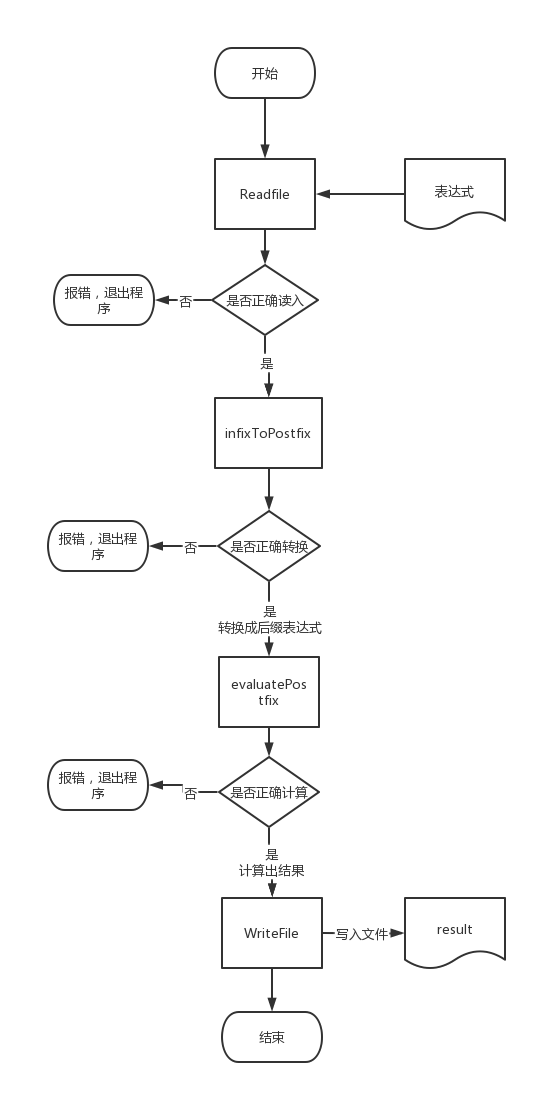 开始
Readfile
表达式
报错，退出程
序
否
是否正确读入
是
infixToPostfix
报错，退出程
序
否
是否正确转换
是
转换成后缀表达式
evaluatePos
tfix
报错，退出程
序
否
是否正确计算
是
计算出结果
WriteFile
写入文件
result
结束